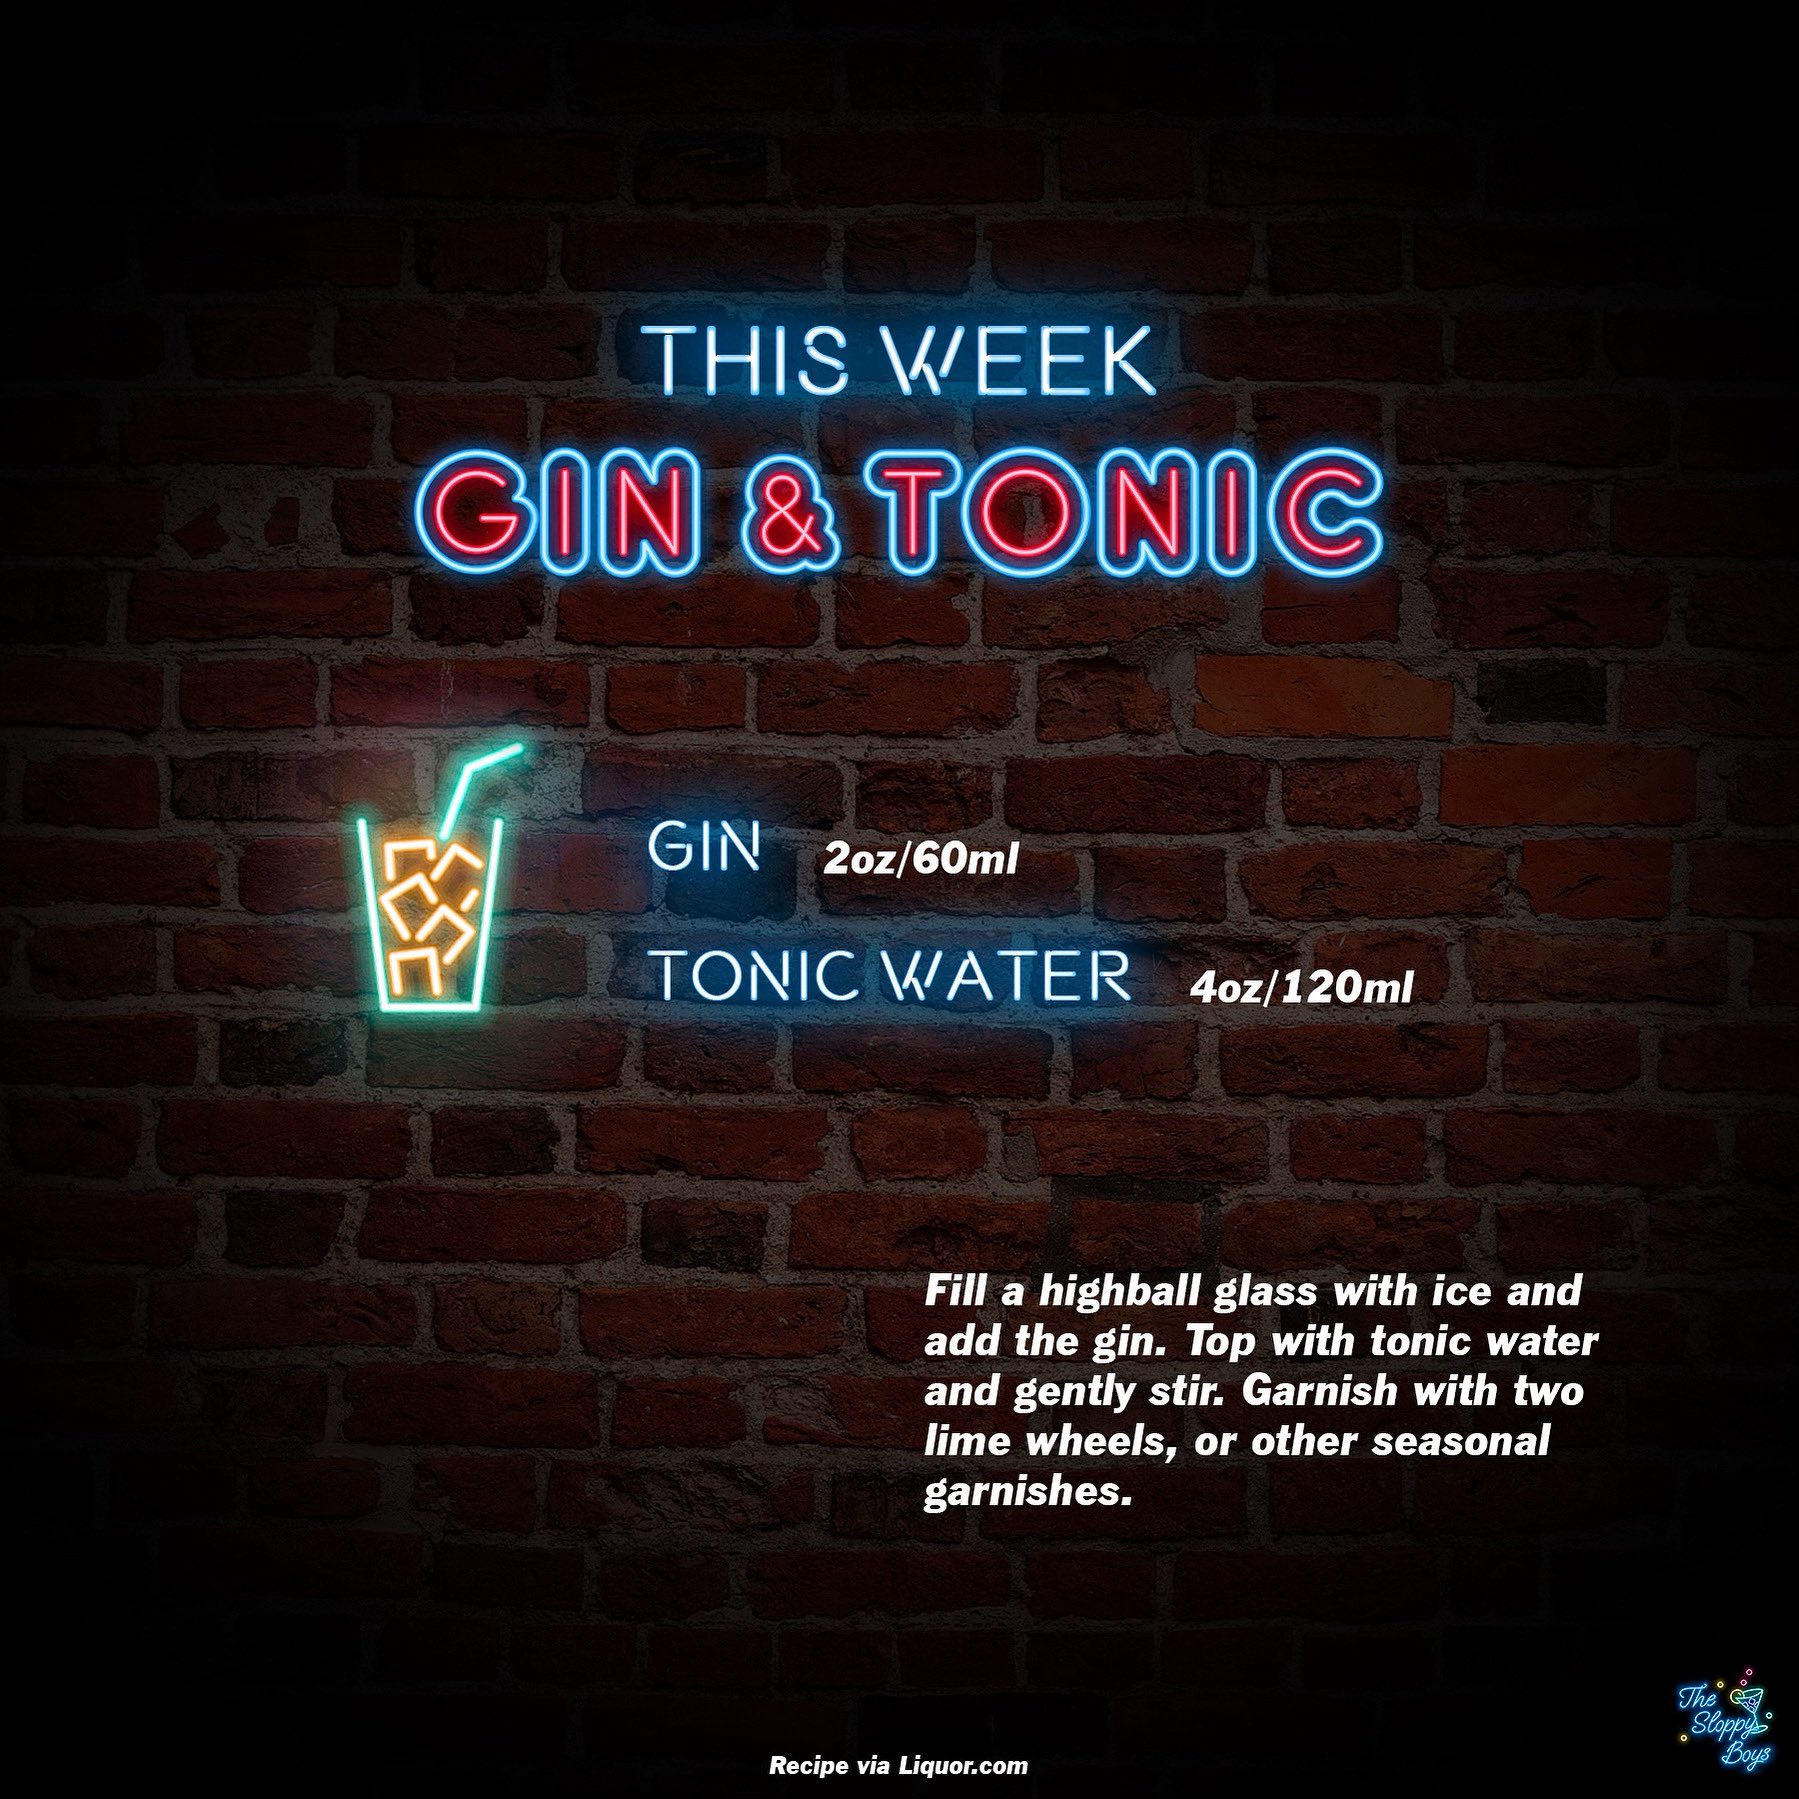 THIS WEEK
GIN & TONIC
GIN 2oz/60ml
TONIC WATER 4oz/120ml
Fill a highball glass with ice and
add the gin. Top with tonic water
and gently stir. Garnish with two
lime wheels, or other seasonal
garnishes.
The
Sloppy
Boys
Recipe via Liquor.com